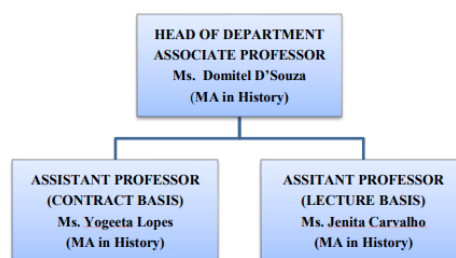 HEAD OF DEPARTMENT
ASSOCIATE PROFESSOR
Ms. Domitel D’Souza
(MA in History)
ASSISTANT PROFESSOR
(CONTRACT BASIS)
Ms. Yogeeta Lopes
(MA in History)
ASSITANT PROFESSOR
(LECTURE BASIS)
Ms. Jenita Carvalho
(MA in History)